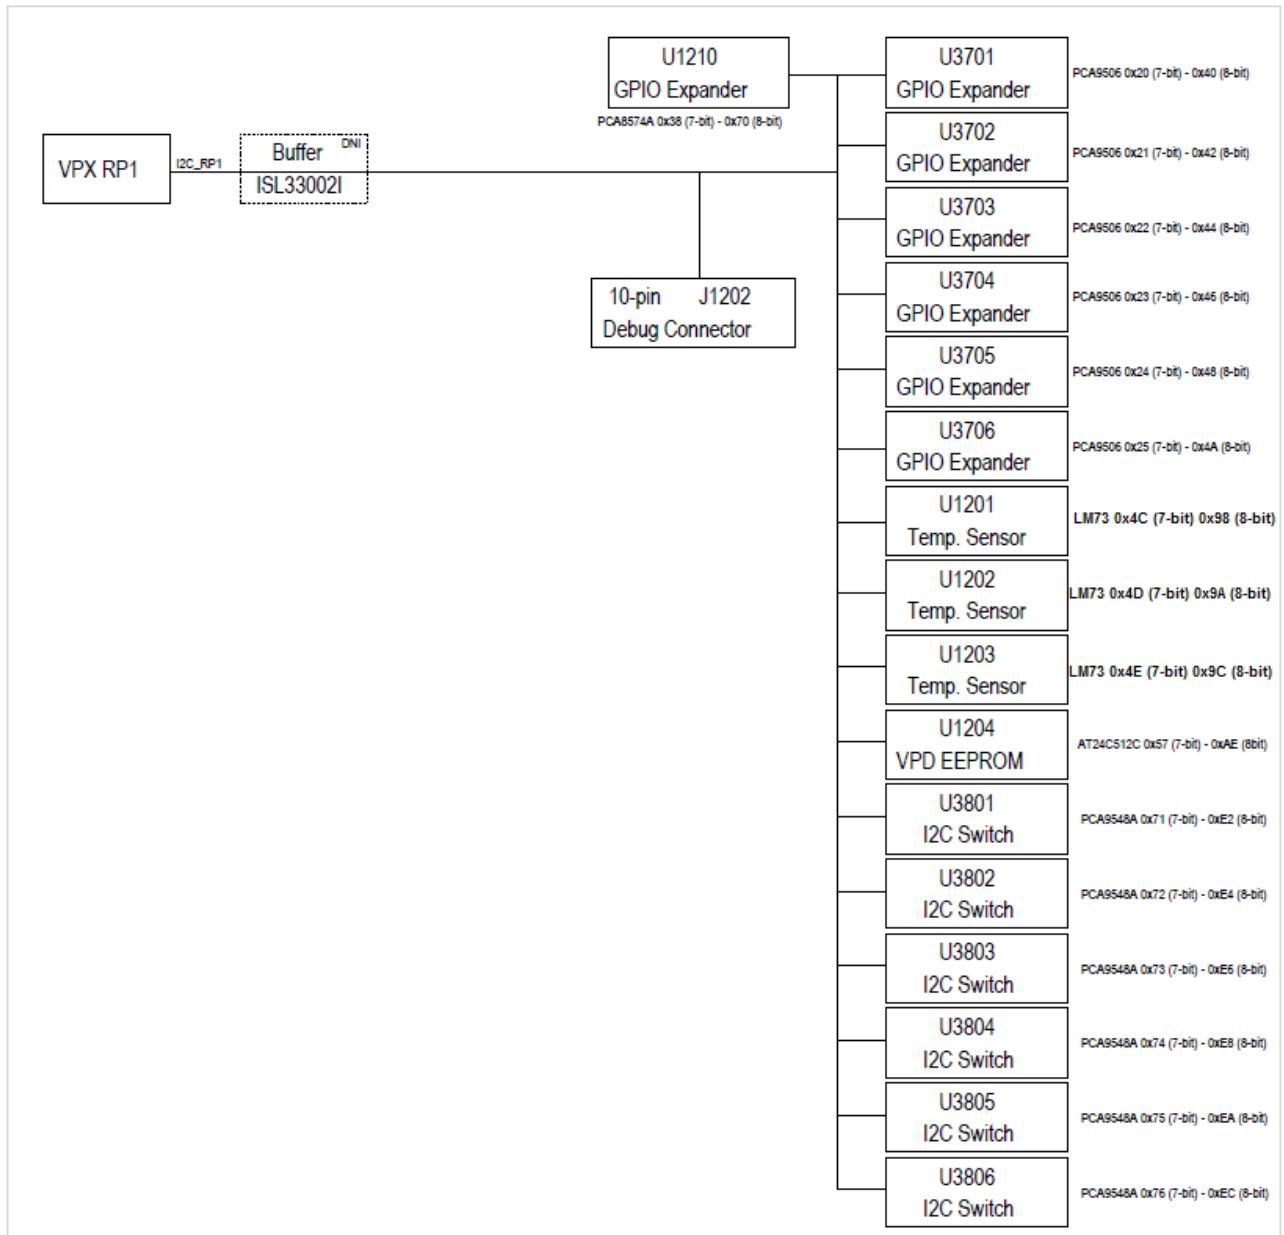 U1210
GPIO Expander
PCA8574A 0x38 (7-bit) - 0x70 (8-bit)
VPX RP1
I2C_RP1
Buffer DNI
ISL33002I
10-pin J1202
Debug Connector
U3701
GPIO Expander
PCA9506 0x20 (7-bit) - 0x40 (8-bit)
U3702
GPIO Expander
PCA9506 0x21 (7-bit) - 0x42 (8-bit)
U3703
GPIO Expander
PCA9506 0x22 (7-bit) - 0x44 (8-bit)
U3704
GPIO Expander
PCA9506 0x23 (7-bit) - 0x46 (8-bit)
U3705
GPIO Expander
PCA9506 0x24 (7-bit) - 0x48 (8-bit)
U3706
GPIO Expander
PCA9506 0x25 (7-bit) - 0x4A (8-bit)
U1201
Temp. Sensor
LM73 0x4C (7-bit) 0x98 (8-bit)
U1202
Temp. Sensor
LM73 0x4D (7-bit) 0x9A (8-bit)
U1203
Temp. Sensor
LM73 0x4E (7-bit) 0x9C (8-bit)
U1204
VPD EEPROM
AT24C512C 0x57 (7-bit) - 0xAE (8bit)
U3801
I2C Switch
PCA9548A 0x71 (7-bit) - 0xE2 (8-bit)
U3802
I2C Switch
PCA9548A 0x72 (7-bit) - 0xE4 (8-bit)
U3803
I2C Switch
PCA9548A 0x73 (7-bit) - 0xE6 (8-bit)
U3804
I2C Switch
PCA9548A 0x74 (7-bit) - 0xE8 (8-bit)
U3805
I2C Switch
PCA9548A 0x75 (7-bit) - 0xEA (8-bit)
U3806
I2C Switch
PCA9548A 0x76 (7-bit) - 0xEC (8-bit)